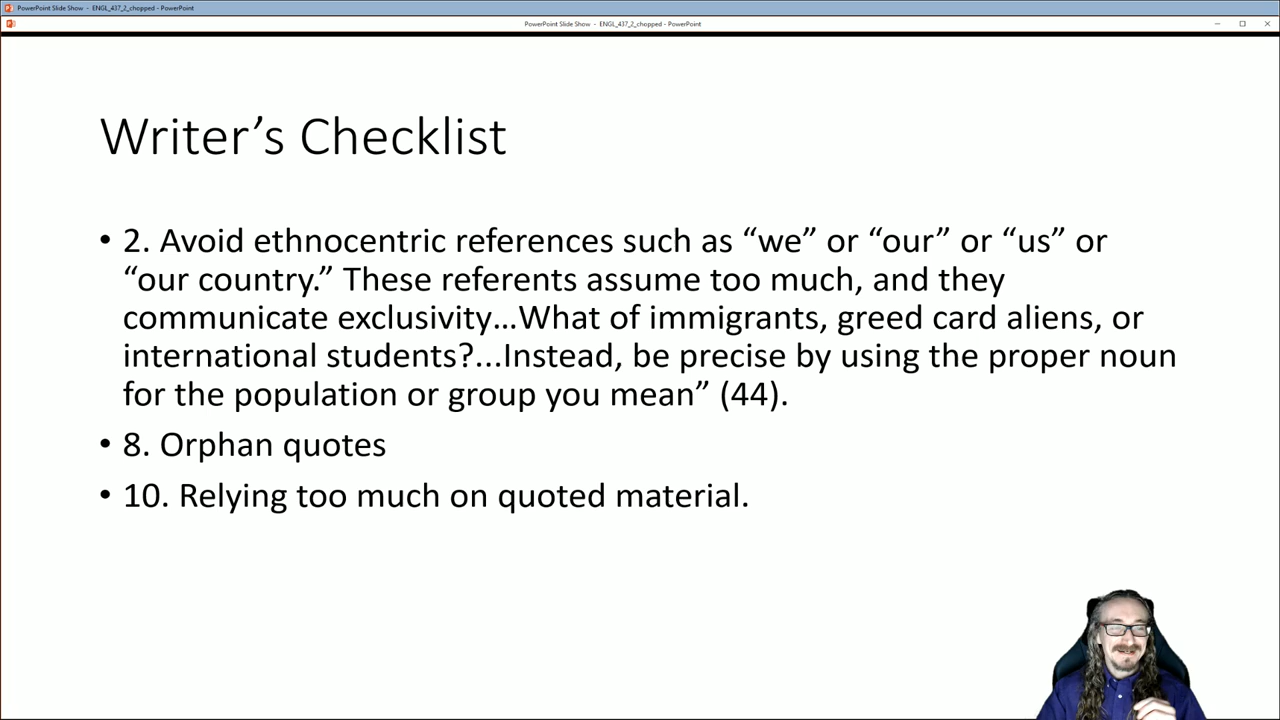 PowerPoint Slide Show - ENGL_437_2_chopped - PowerPoint
PowerPoint Slide Show - ENGL_437_2_chopped - PowerPoint
Writer’s Checklist
• 2. Avoid ethnocentric references such as “we” or “our” or “us” or
“our country.” These referents assume too much, and they
communicate exclusivity…What of immigrants, greed card aliens, or
international students?...Instead, be precise by using the proper noun
for the population or group you mean” (44).
• 8. Orphan quotes
• 10. Relying too much on quoted material.